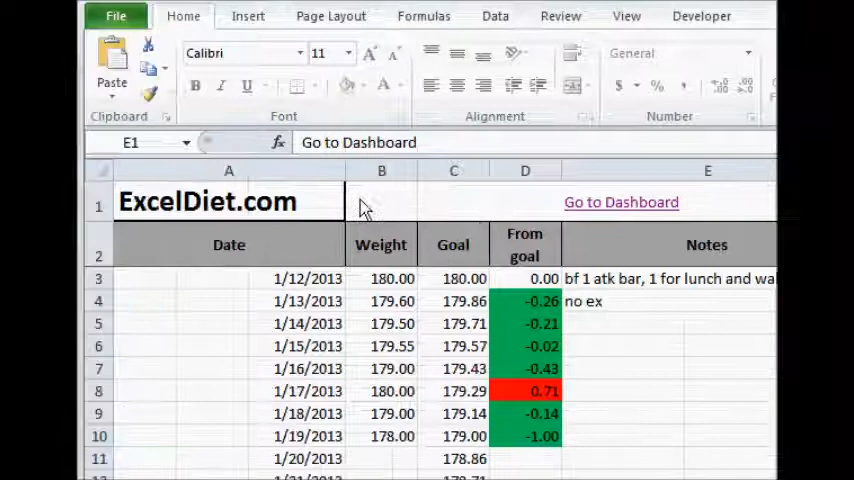 File Home Insert Page Layout Formulas Data Review View Developer
Calibri 11 General
Paste B I U A $ % ,
Clipboard Font Alignment Number
E1 fx Go to Dashboard
A B C D E
1 ExcelDiet.com Go to Dashboard
2 Date Weight Goal From goal Notes
3 1/12/2013 180.00 180.00 0.00 bf 1 atk bar, 1 for lunch and wal
4 1/13/2013 179.60 179.86 -0.26 no ex
5 1/14/2013 179.50 179.71 -0.21
6 1/15/2013 179.55 179.57 -0.02
7 1/16/2013 179.00 179.43 -0.43
8 1/17/2013 180.00 179.29 0.71
9 1/18/2013 179.00 179.14 -0.14
10 1/19/2013 178.00 179.00 -1.00
11 1/20/2013 178.86